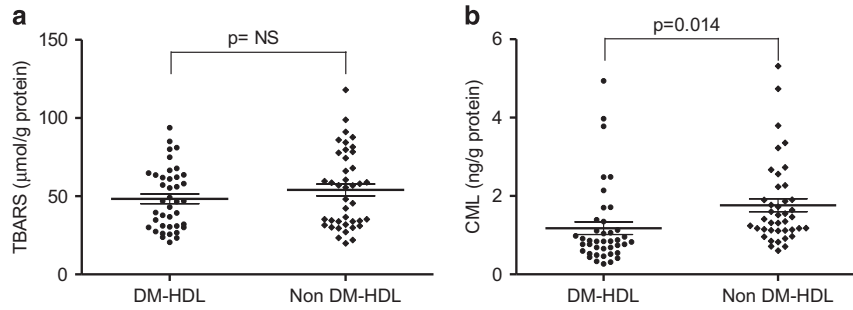 a
p= NS
150
100
50
0
TBARS (μmol/g protein)
DM-HDL Non DM-HDL
b
p=0.014
6
4
2
0
CML (ng/g protein)
DM-HDL Non DM-HDL